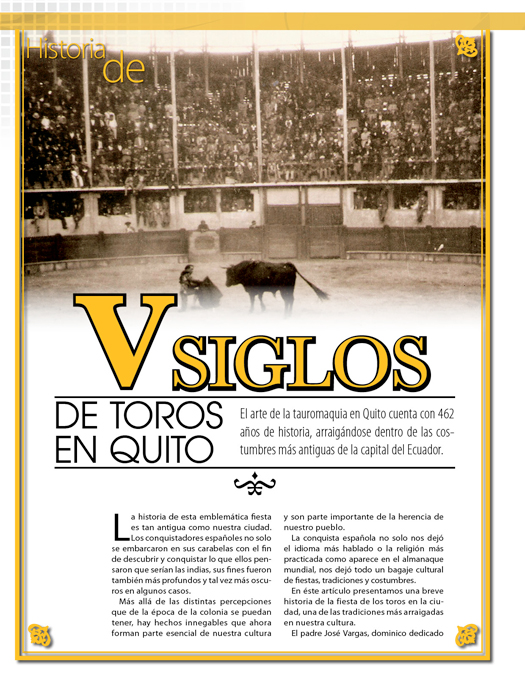 Historia
de
V SIGLOS
DE TOROS
EN QUITO
El arte de la tauromaquia en Quito cuenta con 462
años de historia, arraigándose dentro de las cos-
tumbres más antiguas de la capital del Ecuador.
La historia de esta emblemática fiesta
es tan antigua como nuestra ciudad.
Los conquistadores españoles no solo
se embarcaron en sus carabelas con el fin
de descubrir y conquistar lo que ellos pen-
saron que serían las indias, sus fines fueron
también más profundos y tal vez más oscu-
ros en algunos casos.
Más allá de las distintas percepciones
que de la época de la colonia se puedan
tener, hay hechos innegables que ahora
forman parte esencial de nuestra cultura
y son parte importante de la herencia de
nuestro pueblo.
La conquista española no solo nos dejó
el idioma más hablado o la religión más
practicada como aparece en el almanaque
mundial, nos dejó todo un bagaje cultural
de fiestas, tradiciones y costumbres.
En éste artículo presentamos una breve
historia de la fiesta de los toros en la ciu-
dad, una de las tradiciones más arraigadas
en nuestra cultura.
El padre José Vargas, dominico dedicado